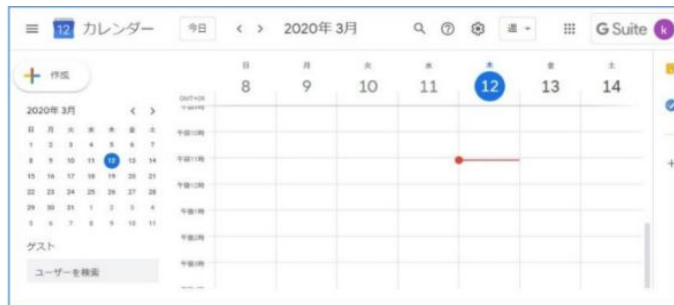 12 カレンダー 今日 < > 2020年3月 週 G Suite k
作成
日 月 火 水 木 金 土
8 9 10 11 12 13 14
GMT+09
2020年 3月 < >
日 月 火 水 木 金 土
1 2 3 4 5 6 7
8 9 10 11 12 13 14
15 16 17 18 19 20 21
22 23 24 25 26 27 28
29 30 31 1 2 3 4
5 6 7 8 9 10 11
ゲスト
ユーザーを検索
午前10時
午前11時
午後12時
午後1時
午後2時
午後3時